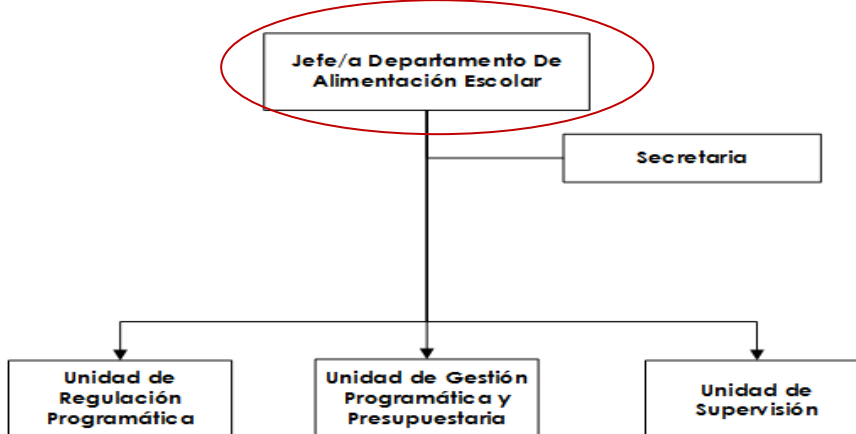 Jefe/a Departamento De
Alimentación Escolar
Secretaria
Unidad de
Regulación
Programática
Unidad de Gestión
Programática y
Presupuestaria
Unidad de
Supervisión